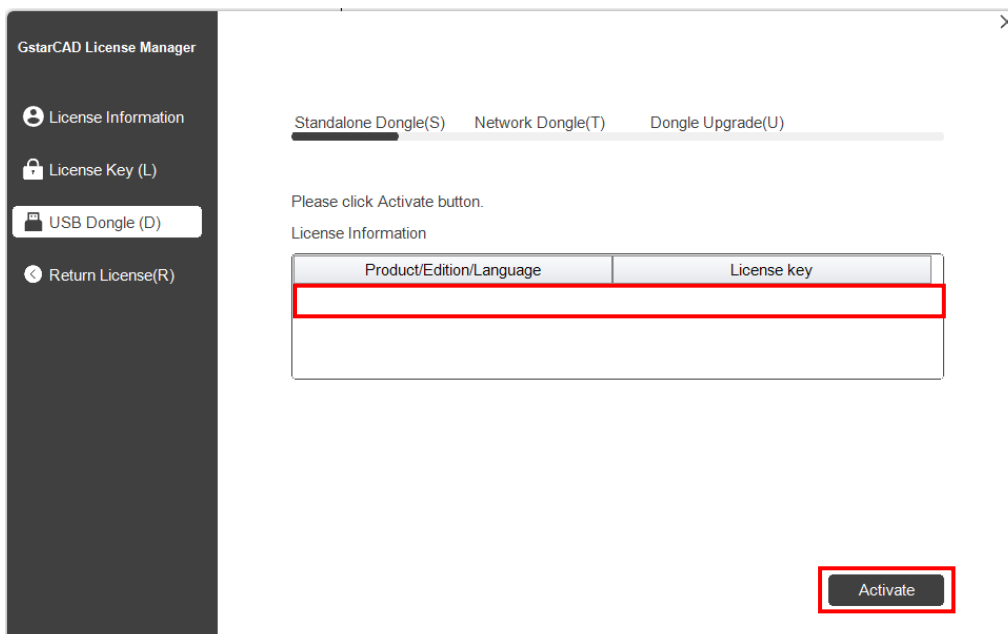 GstarCAD License Manager
License Information
License Key (L)
USB Dongle (D)
Return License(R)
Standalone Dongle(S) Network Dongle(T) Dongle Upgrade(U)
Please click Activate button.
License Information
Product/Edition/Language License key
Activate